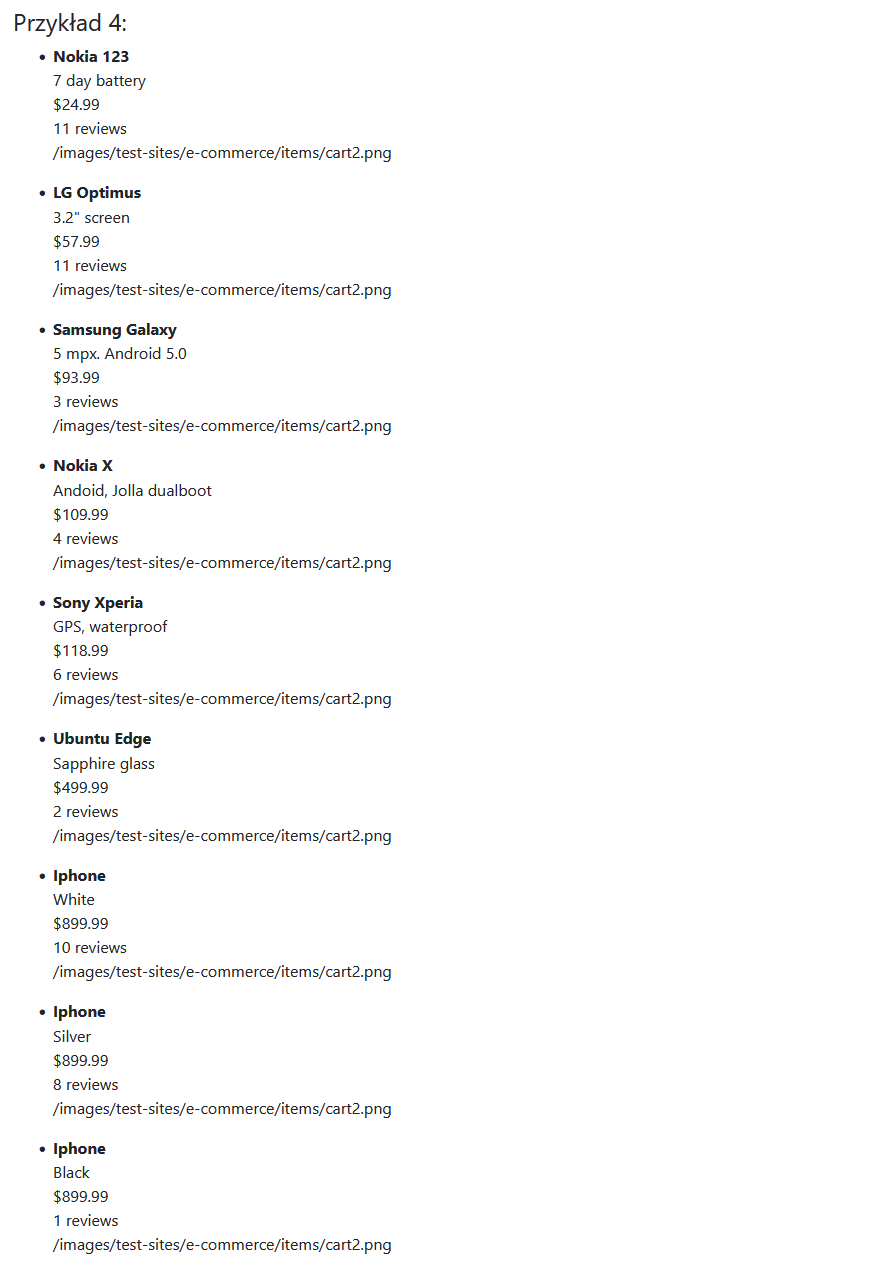 Przykład 4:
• Nokia 123
7 day battery
$24.99
11 reviews
/images/test-sites/e-commerce/items/cart2.png
• LG Optimus
3.2" screen
$57.99
11 reviews
/images/test-sites/e-commerce/items/cart2.png
• Samsung Galaxy
5 mpx. Android 5.0
$93.99
3 reviews
/images/test-sites/e-commerce/items/cart2.png
• Nokia X
Andoid, Jolla dualboot
$109.99
4 reviews
/images/test-sites/e-commerce/items/cart2.png
• Sony Xperia
GPS, waterproof
$118.99
6 reviews
/images/test-sites/e-commerce/items/cart2.png
• Ubuntu Edge
Sapphire glass
$499.99
2 reviews
/images/test-sites/e-commerce/items/cart2.png
• Iphone
White
$899.99
10 reviews
/images/test-sites/e-commerce/items/cart2.png
• Iphone
Silver
$899.99
8 reviews
/images/test-sites/e-commerce/items/cart2.png
• Iphone
Black
$899.99
1 reviews
/images/test-sites/e-commerce/items/cart2.png